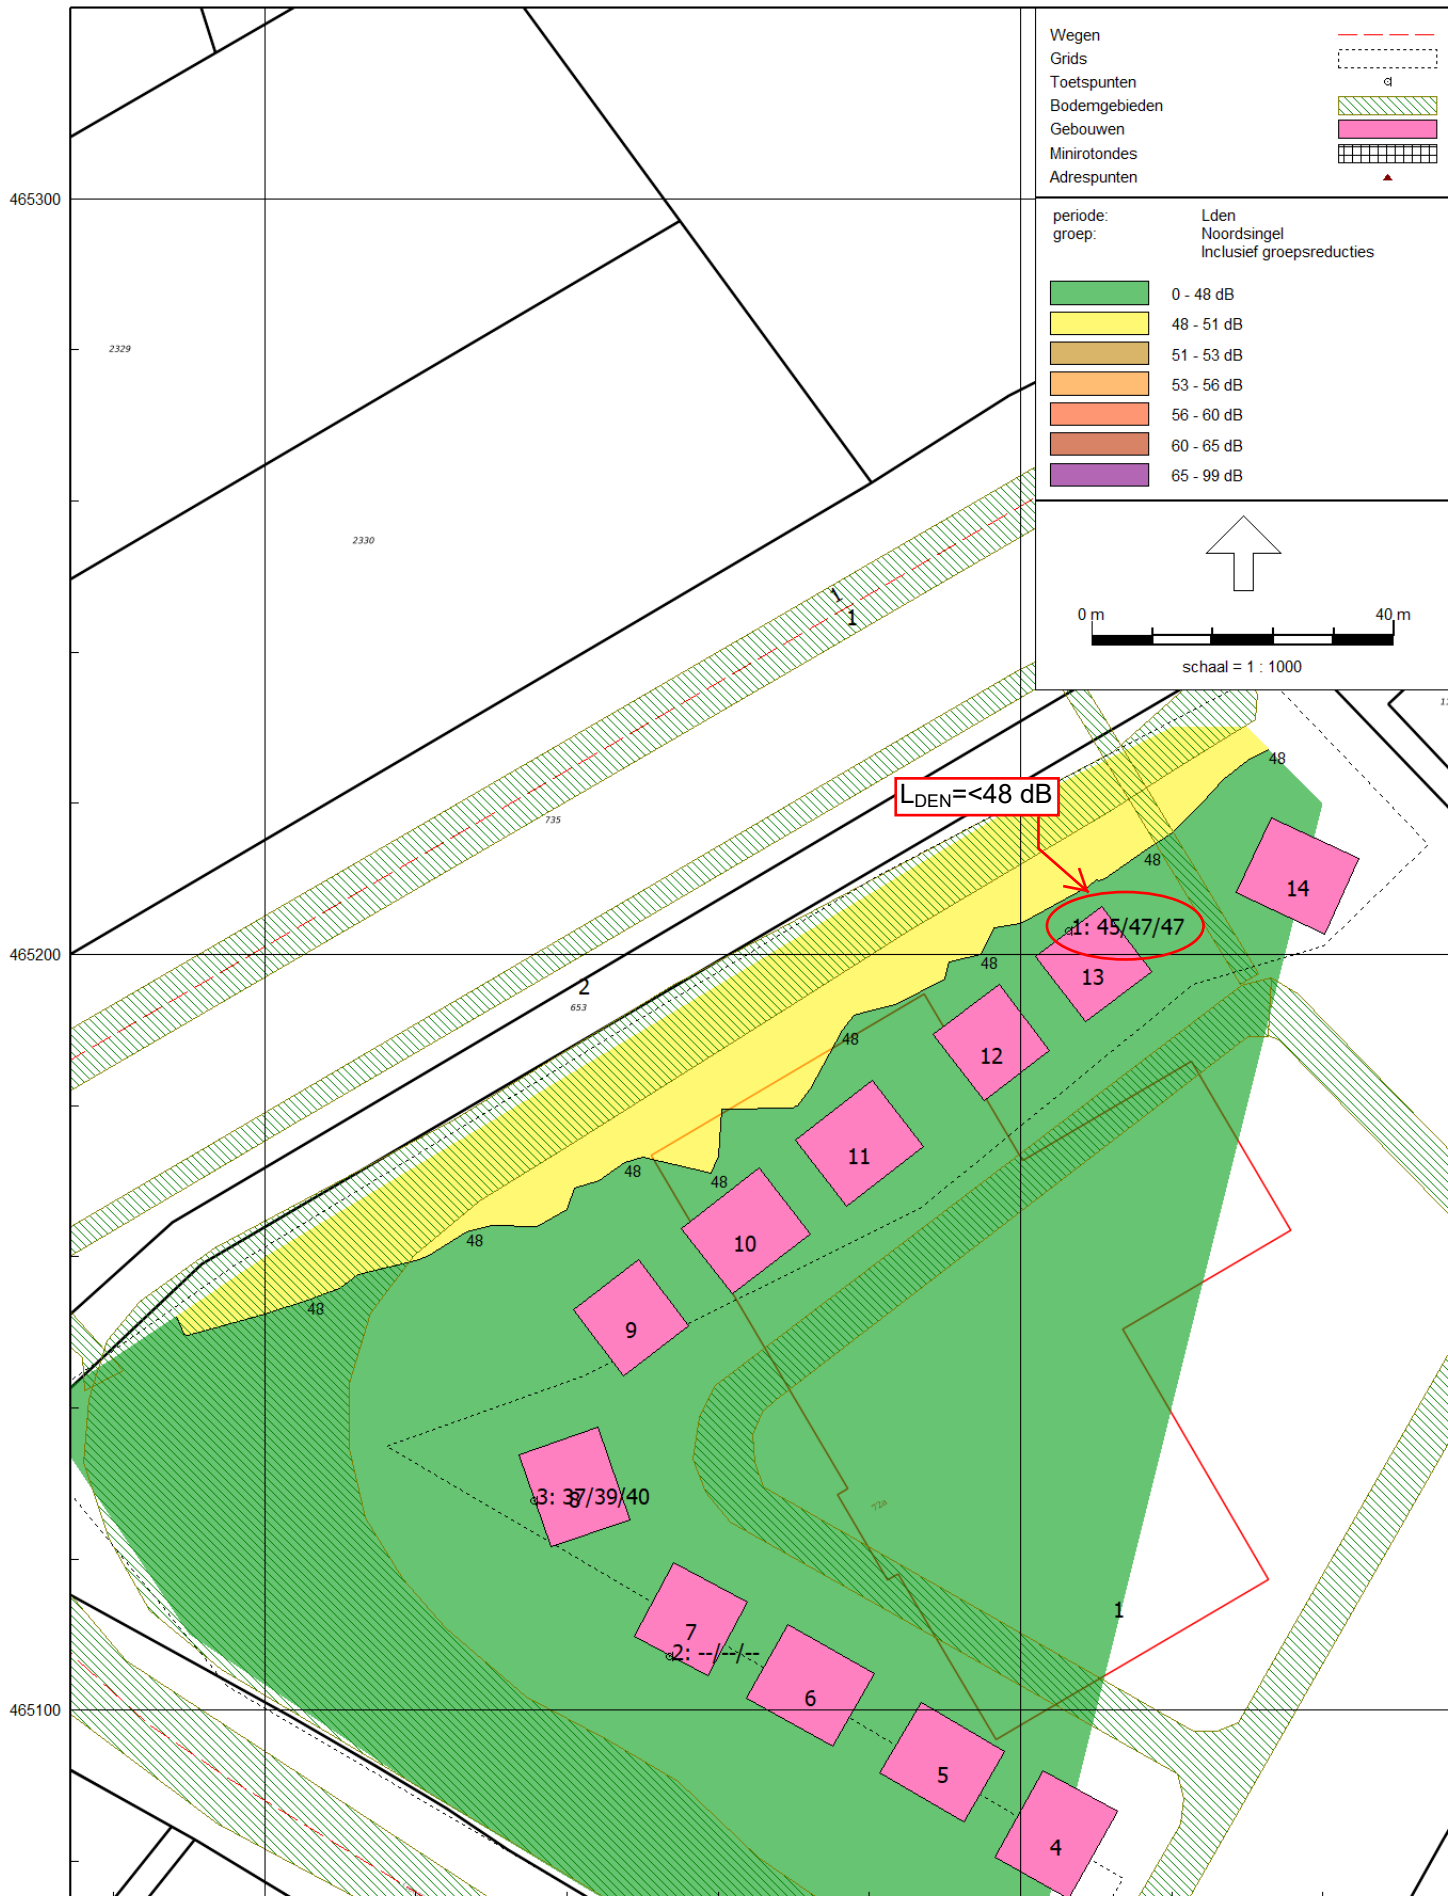 Wegen
Grids
Toetspunten
Bodemgebieden
Gebouwen
Minirotondes
Adrespunten
periode: Lden
groep: Noordsingel
Inclusief groepsreducties
0 - 48 dB
48 - 51 dB
51 - 53 dB
53 - 56 dB
56 - 60 dB
60 - 65 dB
65 - 99 dB
0 m 40 m
schaal = 1 : 1000
465300
2329
2330
1
1
735
48
LDEN=<48 dB
48
14
1: 45/47/47
465200
48
13
2
653
48
12
11
48
48
10
48
48
9
3: 37/39/40
8
72a
1
7
2: --/--/--
6
465100
5
4